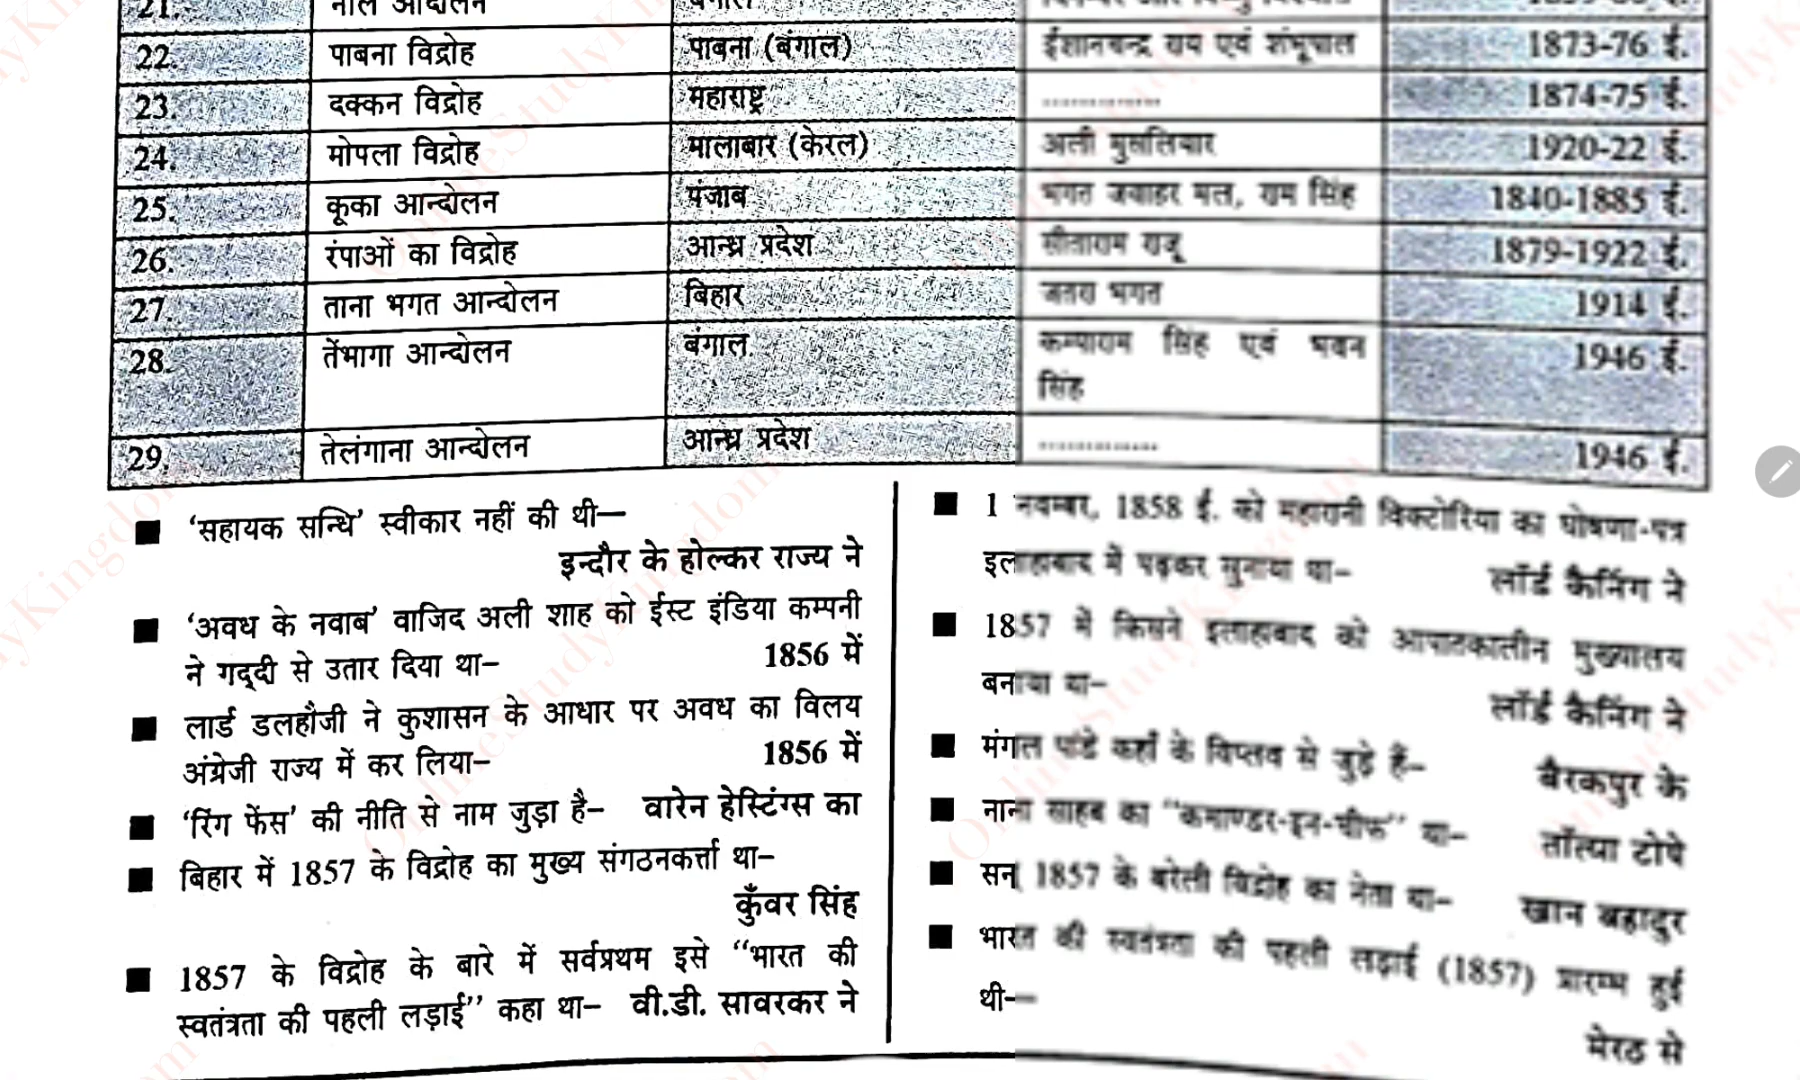 21. नील आंदोलन बंगाल
22. पाबना विद्रोह पाबना (बंगाल) ईशानचन्द्र राय एवं शंभूपाल 1873-76 ई.
23. दक्कन विद्रोह महाराष्ट्र .............. 1874-75 ई.
24. मोपला विद्रोह मालाबार (केरल) अली मुसलियार 1920-22 ई.
25. कूका आन्दोलन पंजाब भगत जवाहर मल, राम सिंह 1840-1885 ई.
26. रंपाओं का विद्रोह आन्ध्र प्रदेश सीताराम राजू 1879-1922 ई.
27. ताना भगत आन्दोलन बिहार जतरा भगत 1914 ई.
28. तेंभागा आन्दोलन बंगाल कम्पाराम सिंह एवं भवन 1946 ई.
सिंह
29. तेलंगाना आन्दोलन आन्ध्र प्रदेश .............. 1946 ई.
■ ‘सहायक सन्धि’ स्वीकार नहीं की थी–
इन्दौर के होल्कर राज्य ने
■ ‘अवध के नवाब’ वाजिद अली शाह को ईस्ट इंडिया कम्पनी
ने गद्‌दी से उतार दिया था– 1856 में
■ लार्ड डलहौजी ने कुशासन के आधार पर अवध का विलय
अंग्रेजी राज्य में कर लिया– 1856 में
■ ‘रिंग फेंस’ की नीति से नाम जुड़ा है– वारेन हेस्टिंग्स का
■ बिहार में 1857 के विद्रोह का मुख्य संगठनकर्त्ता था–
कुँवर सिंह
■ 1857 के विद्रोह के बारे में सर्वप्रथम इसे ‘‘भारत की
स्वतंत्रता की पहली लड़ाई’’ कहा था– वी.डी. सावरकर ने
■ 1 नवम्बर, 1858 ई. को महारानी विक्टोरिया का घोषणा-पत्र
इलाहाबाद में पढ़कर सुनाया था– लॉर्ड कैनिंग ने
■ 1857 में किसने इलाहाबाद को आपातकालीन मुख्यालय
बनाया था– लॉर्ड कैनिंग ने
■ मंगल पांडे कहाँ के विप्लव से जुड़े हैं– बैरकपुर के
■ नाना साहब का ‘‘कमाण्डर-इन-चीफ’’ था– तॉत्या टोपे
■ सन् 1857 के बरेली विद्रोह का नेता था– खान बहादुर
■ भारत की स्वतंत्रता की पहली लड़ाई (1857) प्रारम्भ हुई
थी–
मेरठ से